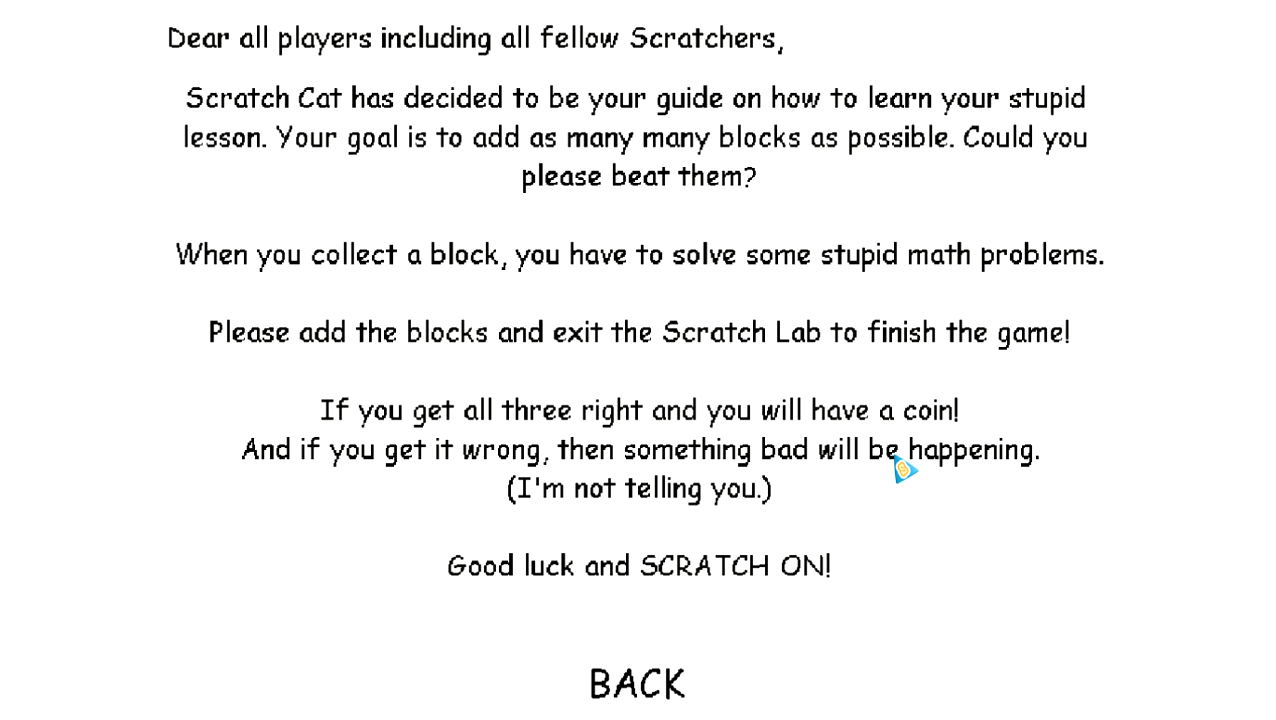 Dear all players including all fellow Scratchers,
Scratch Cat has decided to be your guide on how to learn your stupid
lesson. Your goal is to add as many many blocks as possible. Could you
please beat them?
When you collect a block, you have to solve some stupid math problems.
Please add the blocks and exit the Scratch Lab to finish the game!
If you get all three right and you will have a coin!
And if you get it wrong, then something bad will be happening.
(I'm not telling you.)
Good luck and SCRATCH ON!
BACK